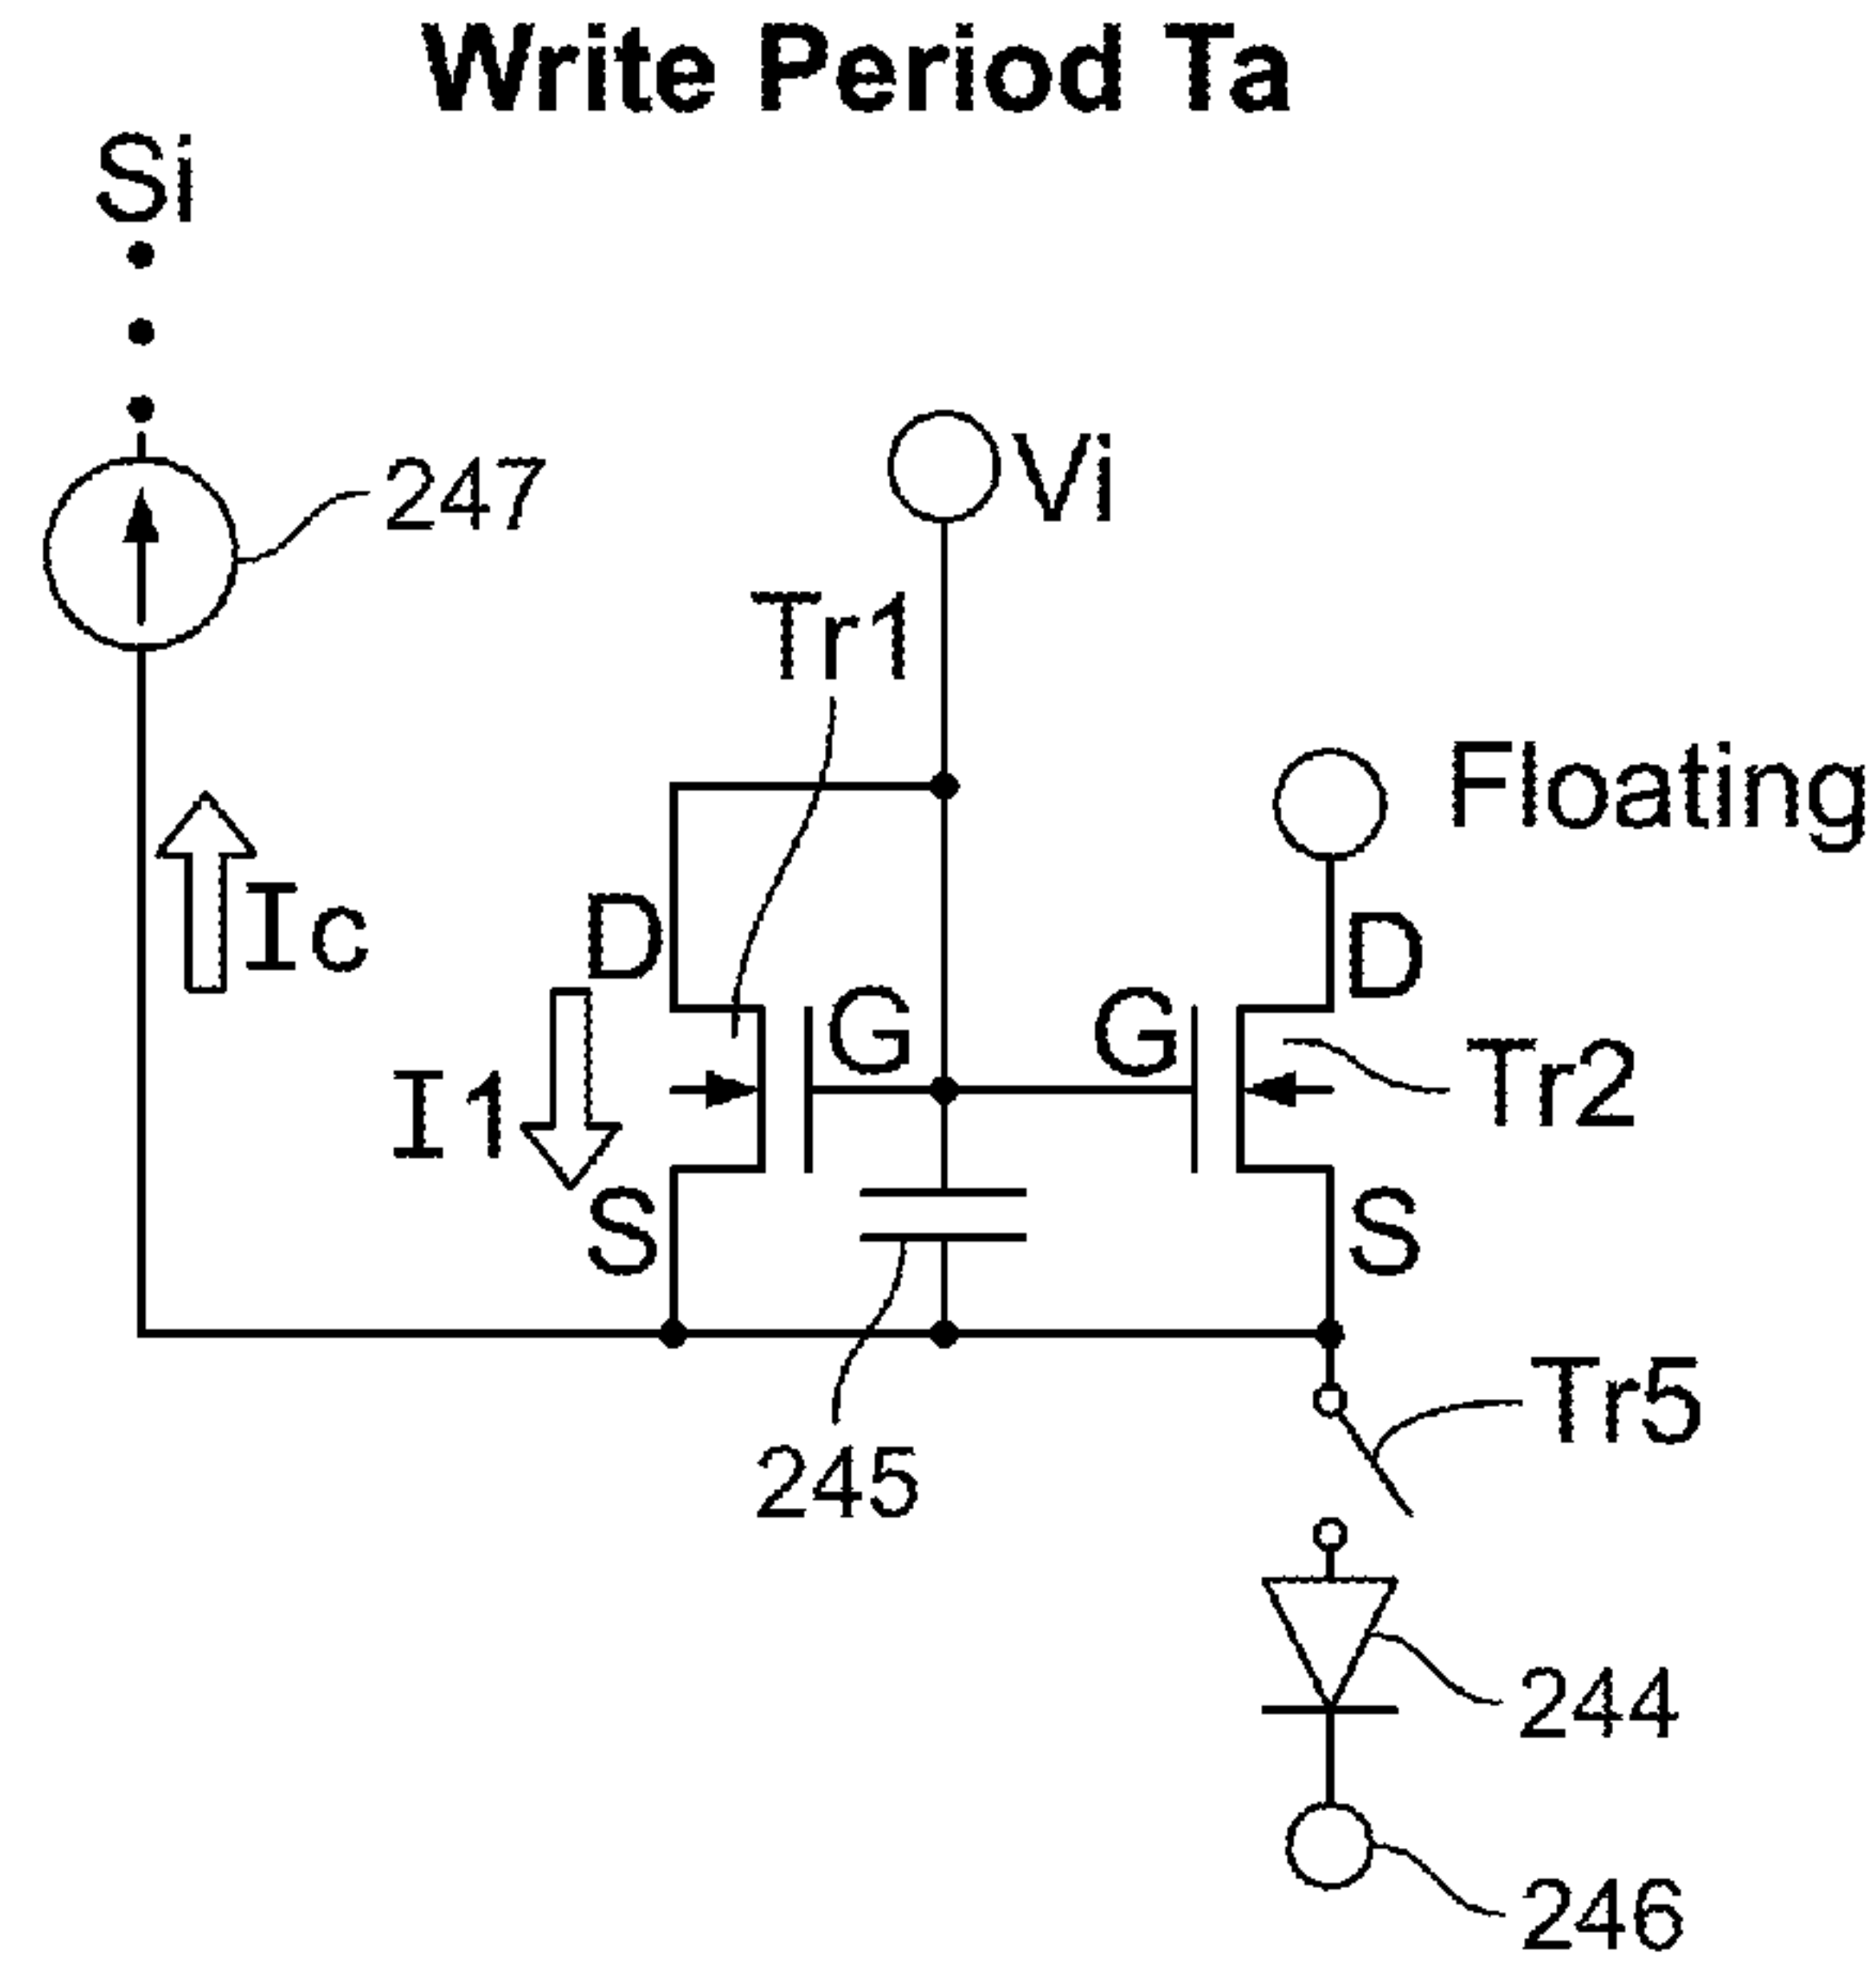 Write Period Ta
Si
247
Vi
Tr1
Floating
Ic
D
D
G
G
I1
Tr2
S
S
Tr5
245
244
246